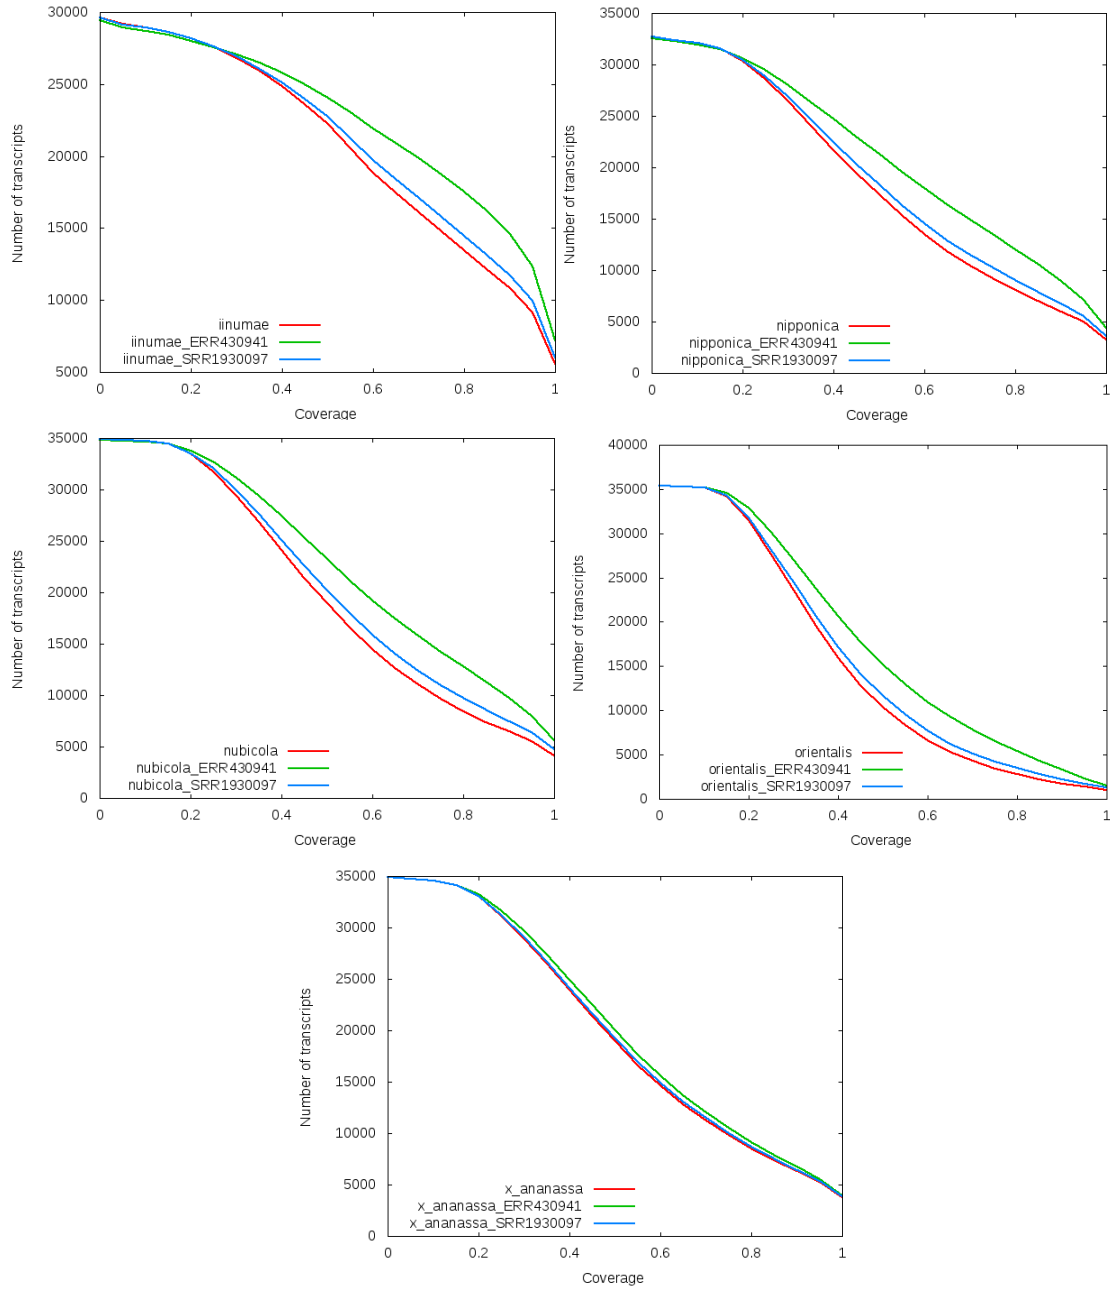 30000
25000
20000
15000
10000
5000
Number of transcripts
iinumae
iinumae_ERR430941
iinumae_SRR1930097
0 0.2 0.4 0.6 0.8 1
Coverage
35000
30000
25000
20000
15000
10000
5000
0
Number of transcripts
nipponica
nipponica_ERR430941
nipponica_SRR1930097
0 0.2 0.4 0.6 0.8 1
Coverage
35000
30000
25000
20000
15000
10000
5000
0
Number of transcripts
nubicola
nubicola_ERR430941
nubicola_SRR1930097
0 0.2 0.4 0.6 0.8 1
Coverage
40000
35000
30000
25000
20000
15000
10000
5000
0
Number of transcripts
orientalis
orientalis_ERR430941
orientalis_SRR1930097
0 0.2 0.4 0.6 0.8 1
Coverage
35000
30000
25000
20000
15000
10000
5000
0
Number of transcripts
x_ananassa
x_ananassa_ERR430941
x_ananassa_SRR1930097
0 0.2 0.4 0.6 0.8 1
Coverage